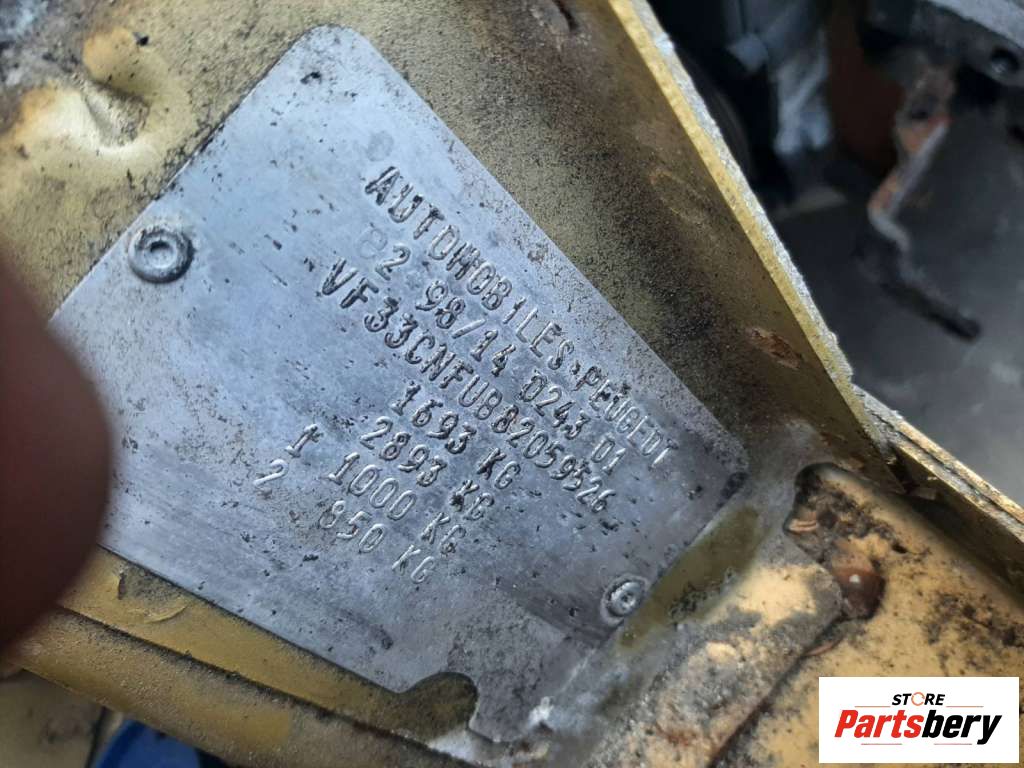 AUTOMOBILES PEUGEOT
e2 98/14 0243 01
VF33CNFUB82059526
1693 KG
2893 KG
1 1000 KG
2 850 KG
STORE
Partsbery